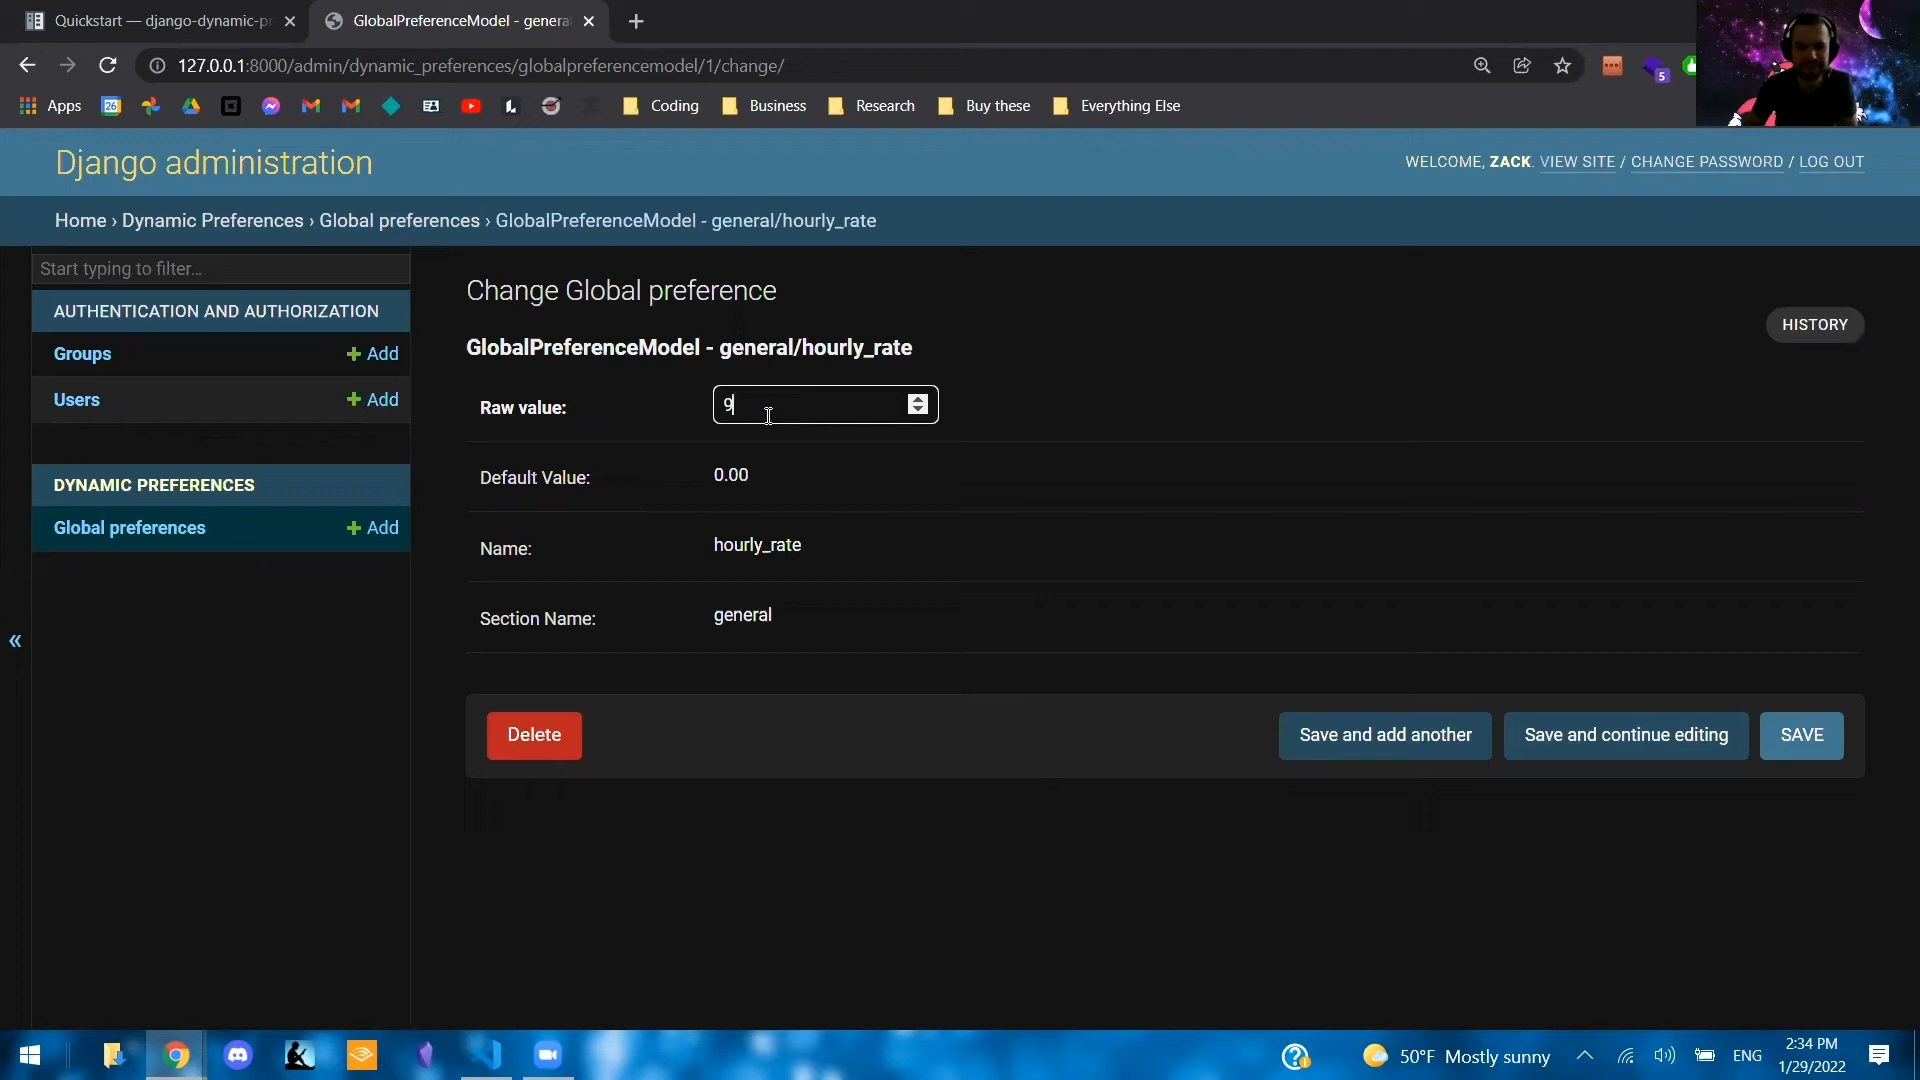 Quickstart — django-dynamic-pr
GlobalPreferenceModel - genera
127.0.0.1:8000/admin/dynamic_preferences/globalpreferencemodel/1/change/
5
Apps
26
Coding
Business
Research
Buy these
Everything Else
Django administration
WELCOME, ZACK. VIEW SITE / CHANGE PASSWORD / LOG OUT
Home › Dynamic Preferences › Global preferences › GlobalPreferenceModel - general/hourly_rate
Start typing to filter...
AUTHENTICATION AND AUTHORIZATION
Groups
Add
Users
Add
DYNAMIC PREFERENCES
Global preferences
Add
«
Change Global preference
HISTORY
GlobalPreferenceModel - general/hourly_rate
Raw value:
9
Default Value:
0.00
Name:
hourly_rate
Section Name:
general
Delete
Save and add another
Save and continue editing
SAVE
50°F Mostly sunny
ENG
2:34 PM
1/29/2022